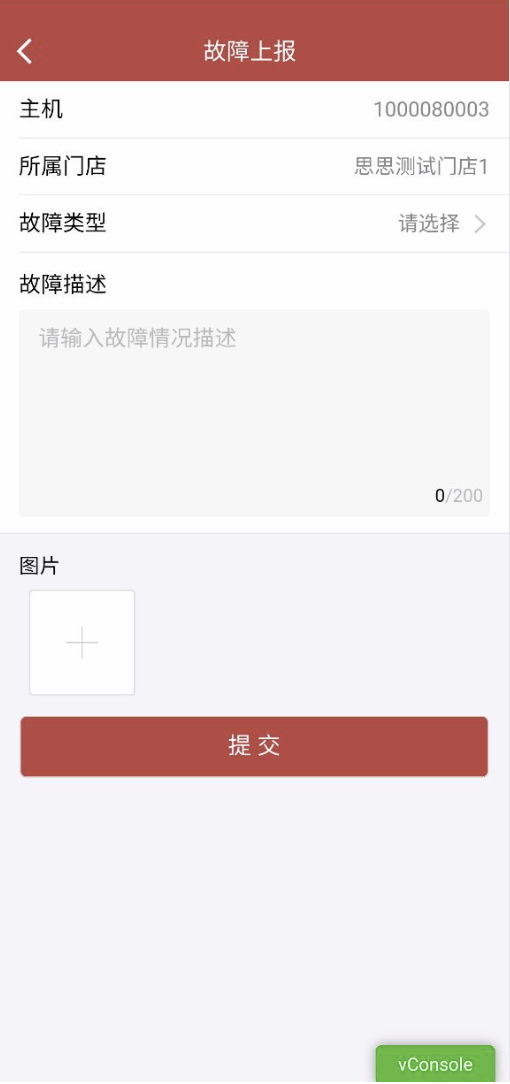 故障上报
主机 1000080003
所属门店 思思测试门店1
故障类型 请选择
故障描述
请输入故障情况描述
0/200
图片
提交
vConsole